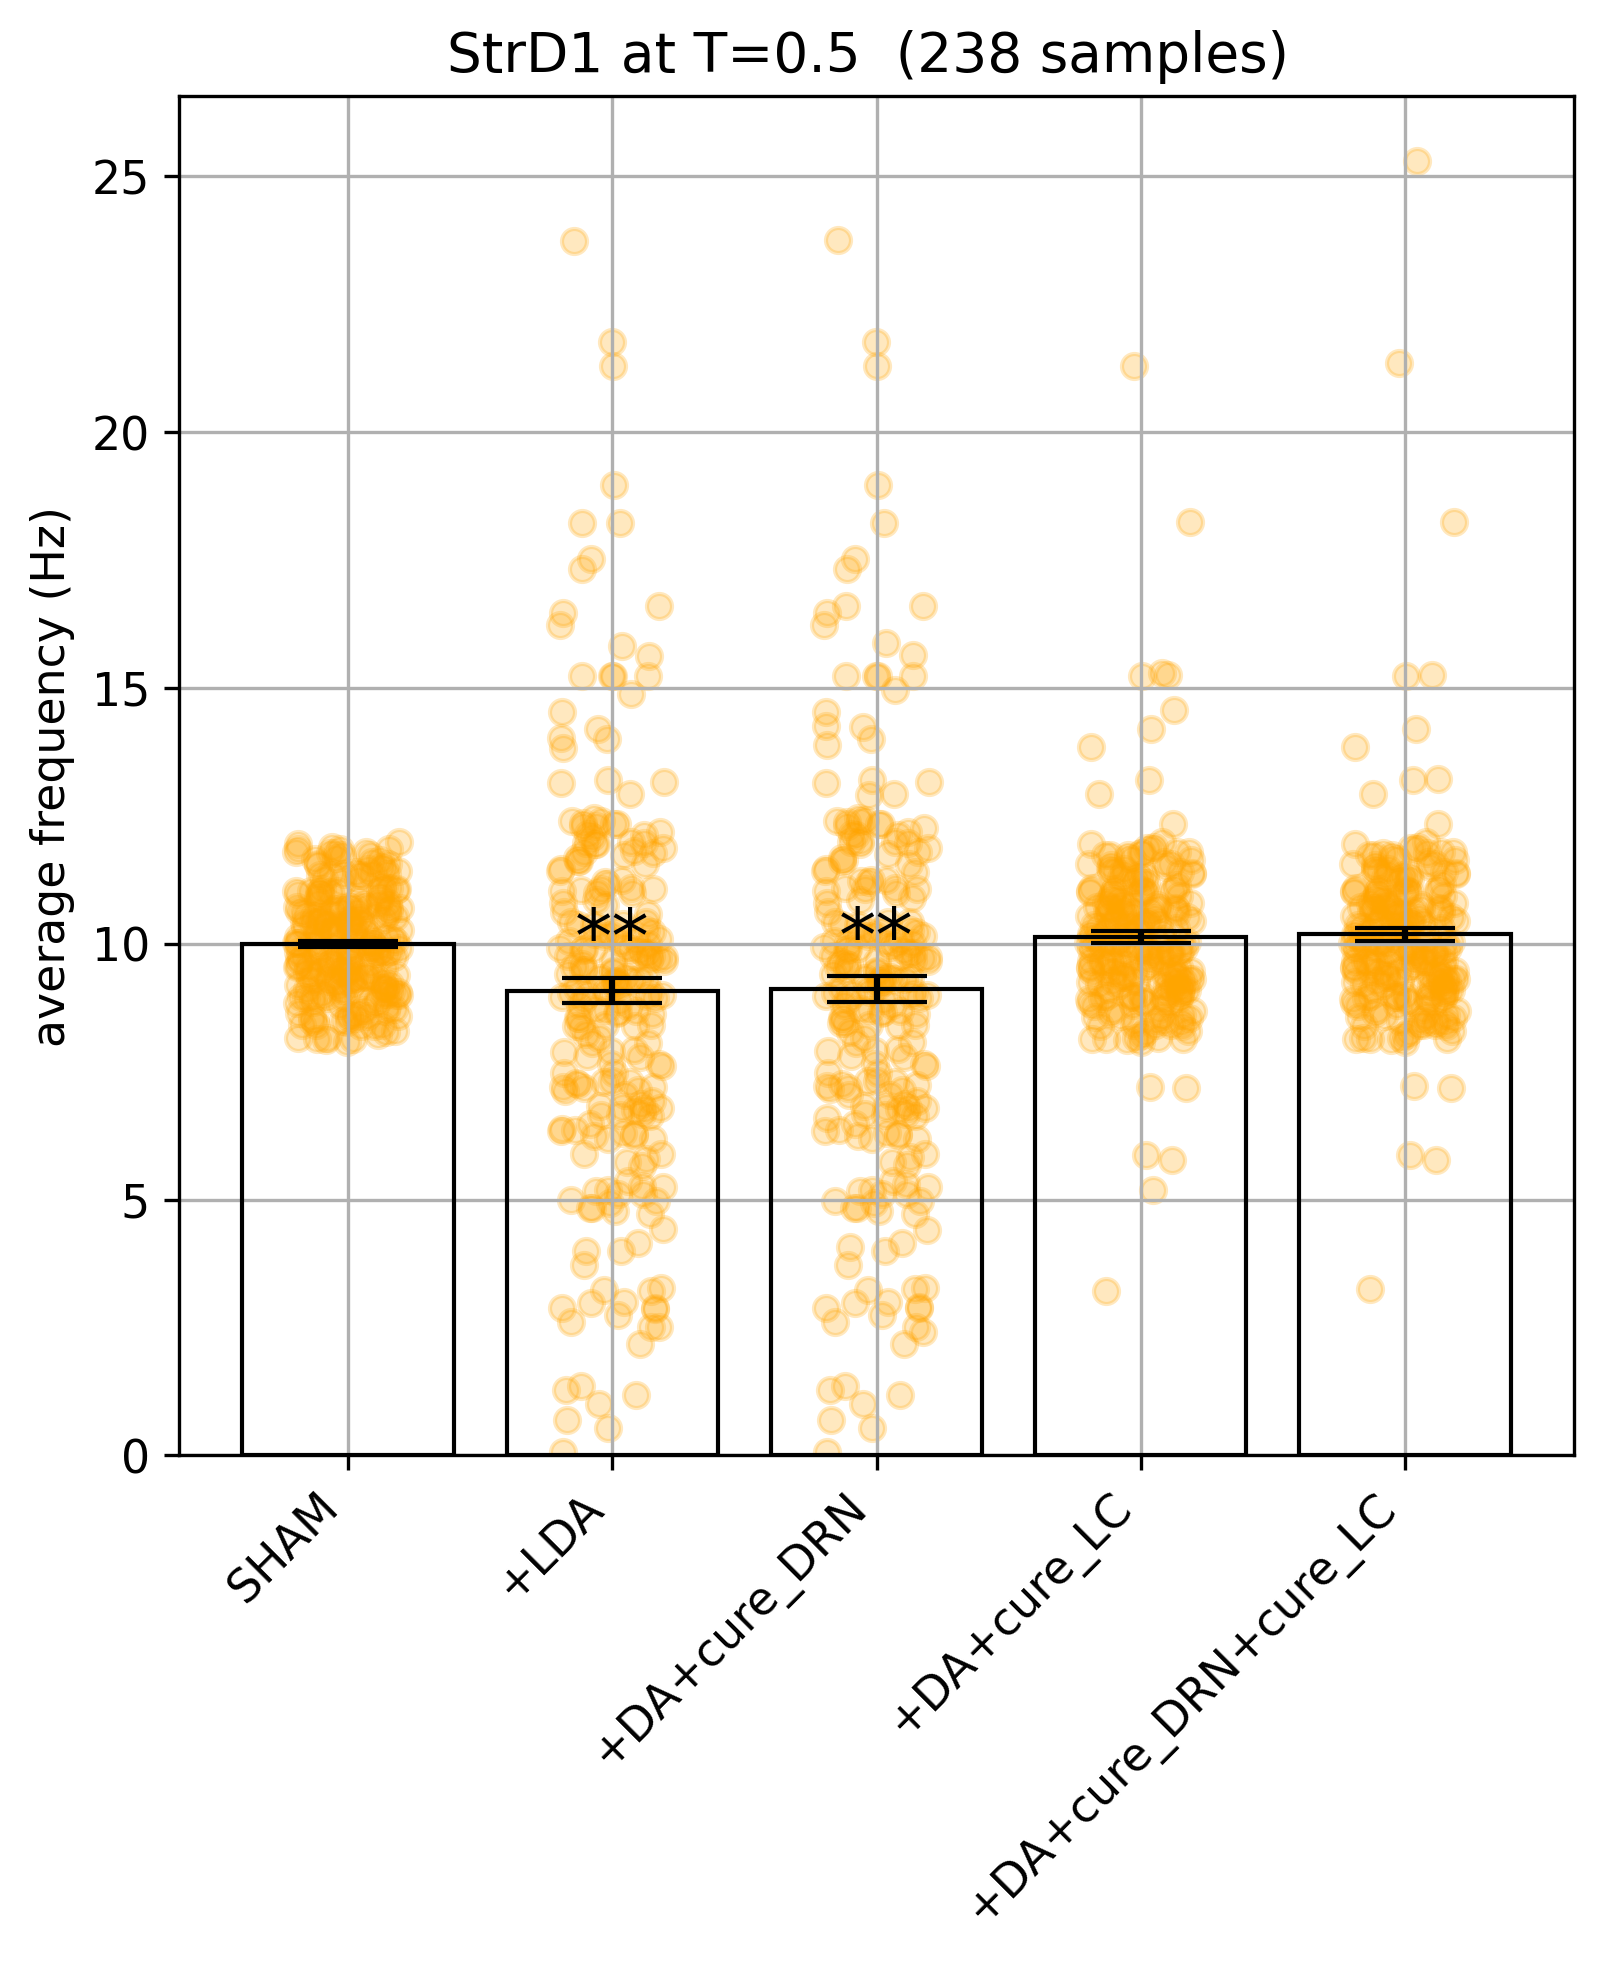 StrD1 at T=0.5  (238 samples)
average frequency (Hz)
25
20
15
10
5
0
**
**
SHAM
+LDA
+DA+cure_DRN
+DA+cure_LC
+DA+cure_DRN+cure_LC